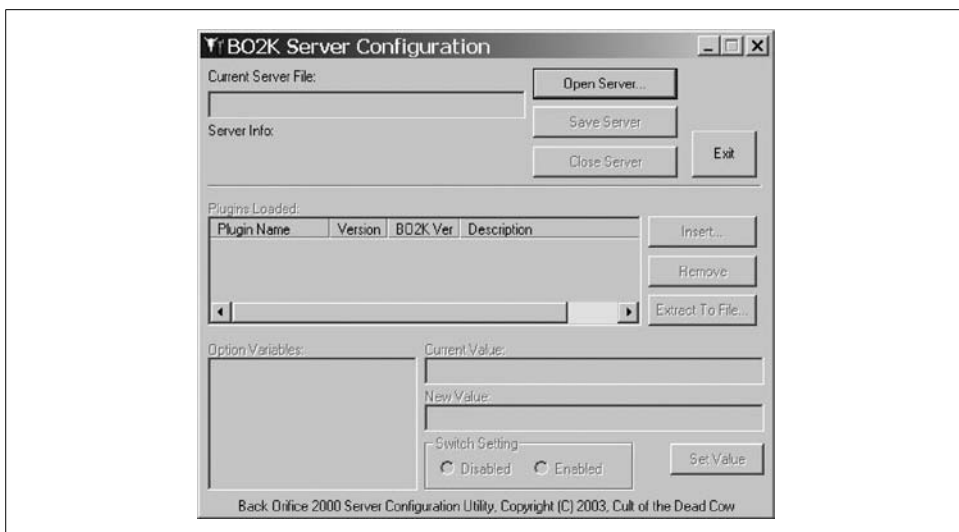 BO2K Server Configuration
Current Server File:
Open Server...
Save Server
Server Info:
Close Server
Exit
Plugins Loaded:
Plugin Name Version BO2K Ver Description
Insert...
Remove
Extract To File...
Option Variables:
Current Value:
New Value:
Switch Setting
Disabled Enabled
Set Value
Back Orifice 2000 Server Configuration Utility, Copyright (C) 2003, Cult of the Dead Cow